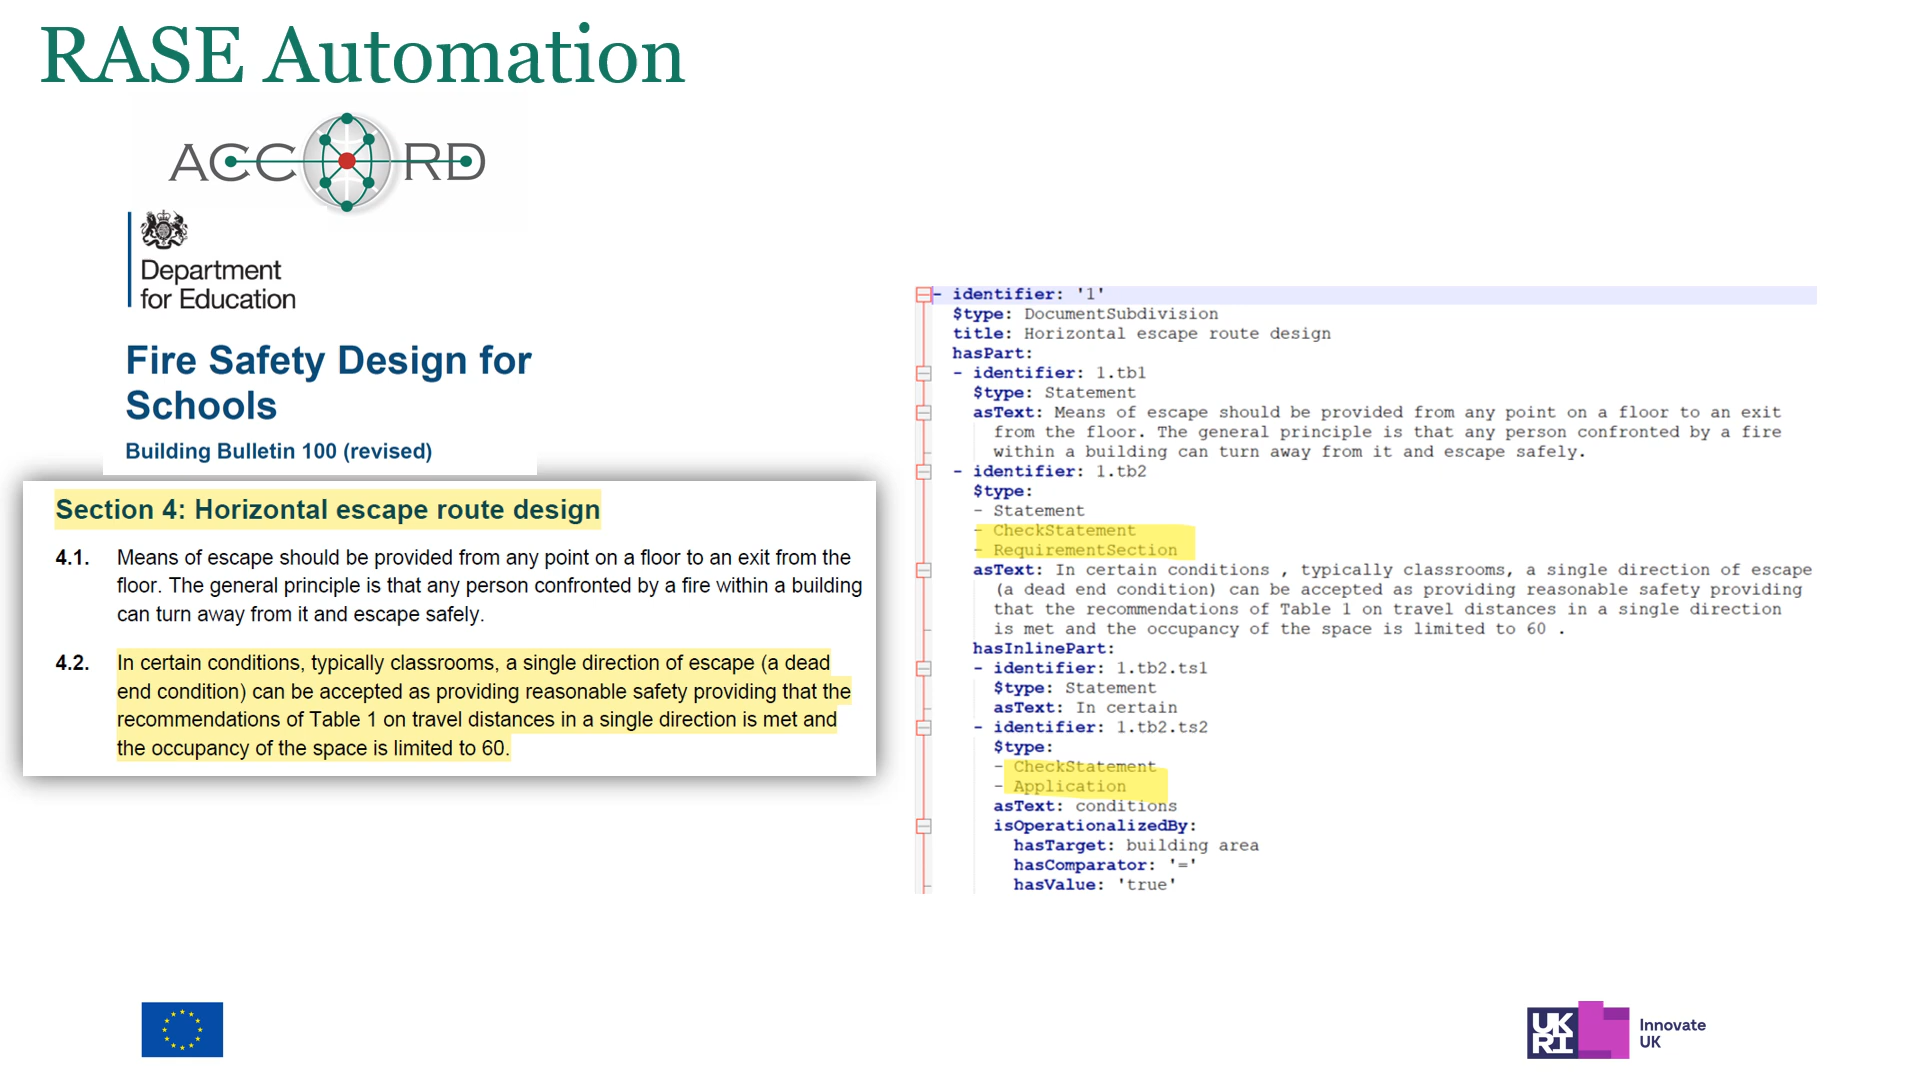 RASE Automation
ACCORD
Department
for Education
Fire Safety Design for
Schools
Building Bulletin 100 (revised)
Section 4: Horizontal escape route design
4.1. Means of escape should be provided from any point on a floor to an exit from the
floor. The general principle is that any person confronted by a fire within a building
can turn away from it and escape safely.
4.2. In certain conditions, typically classrooms, a single direction of escape (a dead
end condition) can be accepted as providing reasonable safety providing that the
recommendations of Table 1 on travel distances in a single direction is met and
the occupancy of the space is limited to 60.
- identifier: '1'
$type: DocumentSubdivision
title: Horizontal escape route design
hasPart:
- identifier: 1.tb1
$type: Statement
asText: Means of escape should be provided from any point on a floor to an exit
from the floor. The general principle is that any person confronted by a fire
within a building can turn away from it and escape safely.
- identifier: 1.tb2
$type:
- Statement
- CheckStatement
- RequirementSection
asText: In certain conditions , typically classrooms, a single direction of escape
(a dead end condition) can be accepted as providing reasonable safety providing
that the recommendations of Table 1 on travel distances in a single direction
is met and the occupancy of the space is limited to 60 .
hasInlinePart:
- identifier: 1.tb2.ts1
$type: Statement
asText: In certain
- identifier: 1.tb2.ts2
$type:
- CheckStatement
- Application
asText: conditions
isOperationalizedBy:
hasTarget: building area
hasComparator: '='
hasValue: 'true'
UK
RI
Innovate
UK